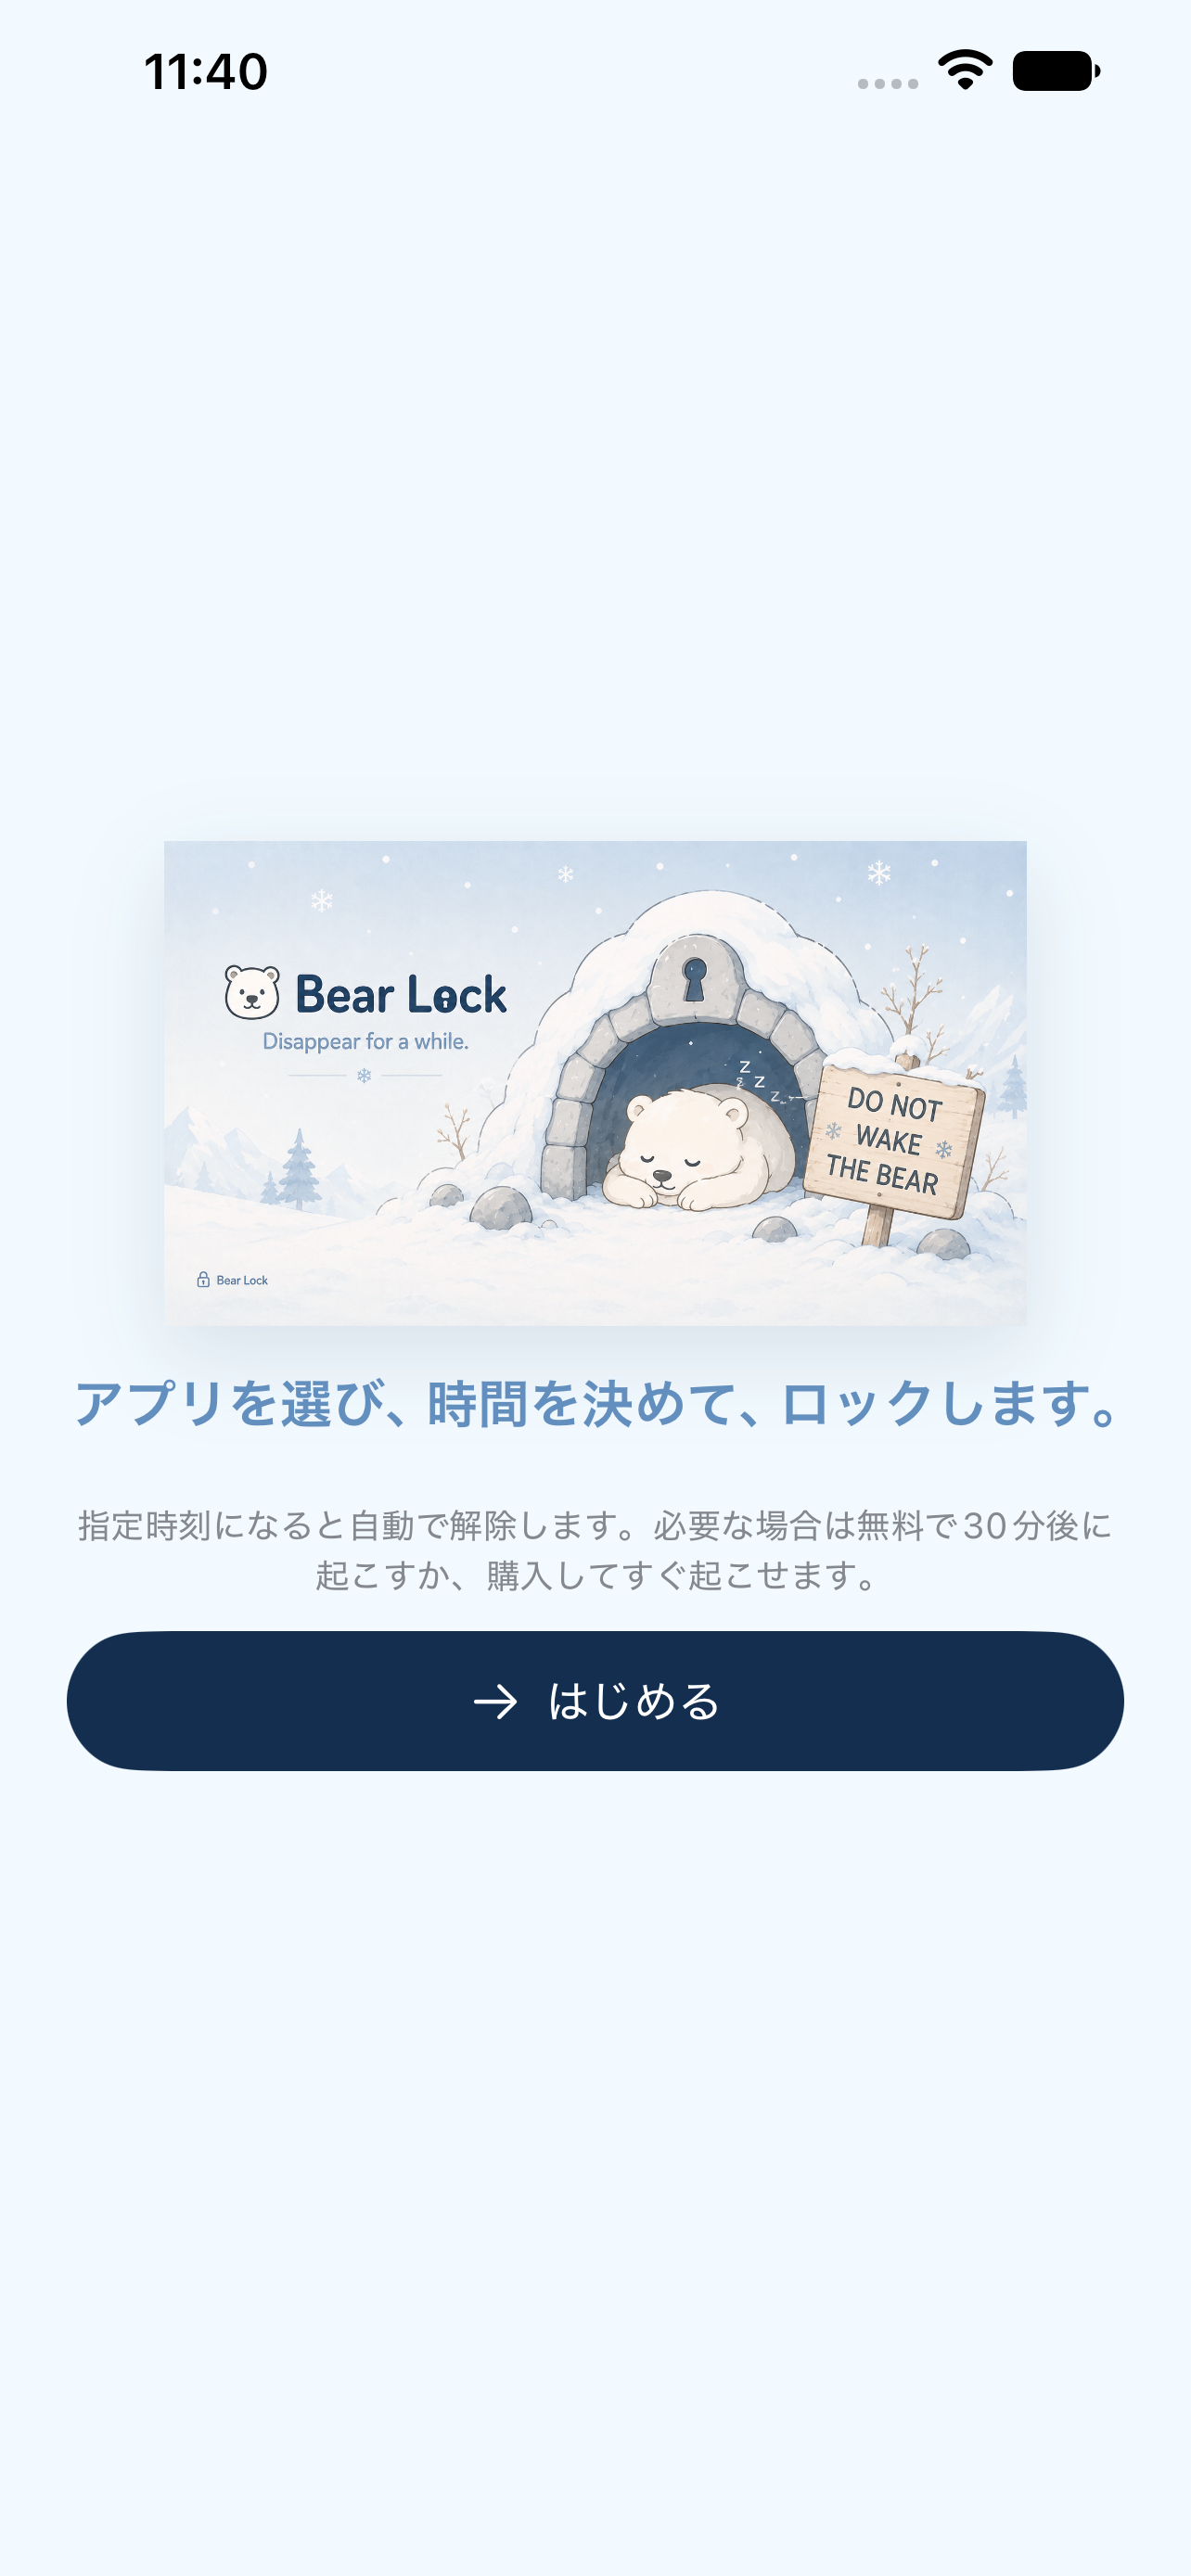 11:40
Bear Lock
Disappear for a while.
z
z z
z
DO NOT
WAKE
THE BEAR
Bear Lock
アプリを選び、時間を決めて、ロックします。
指定時刻になると自動で解除します。必要な場合は無料で30分後に
起こすか、購入してすぐ起こせます。
→ はじめる